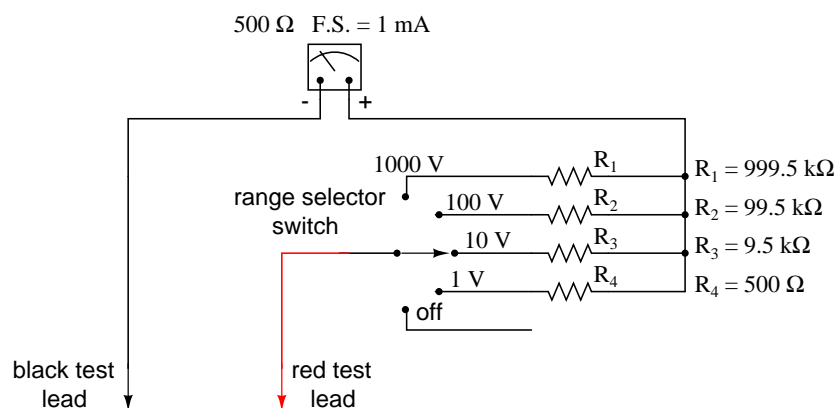 500 Ω F.S. = 1 mA
- +
1000 V R1 R1 = 999.5 kΩ
range selector
switch
100 V R2 R2 = 99.5 kΩ
10 V R3 R3 = 9.5 kΩ
1 V R4 R4 = 500 Ω
off
black test
lead
red test
lead